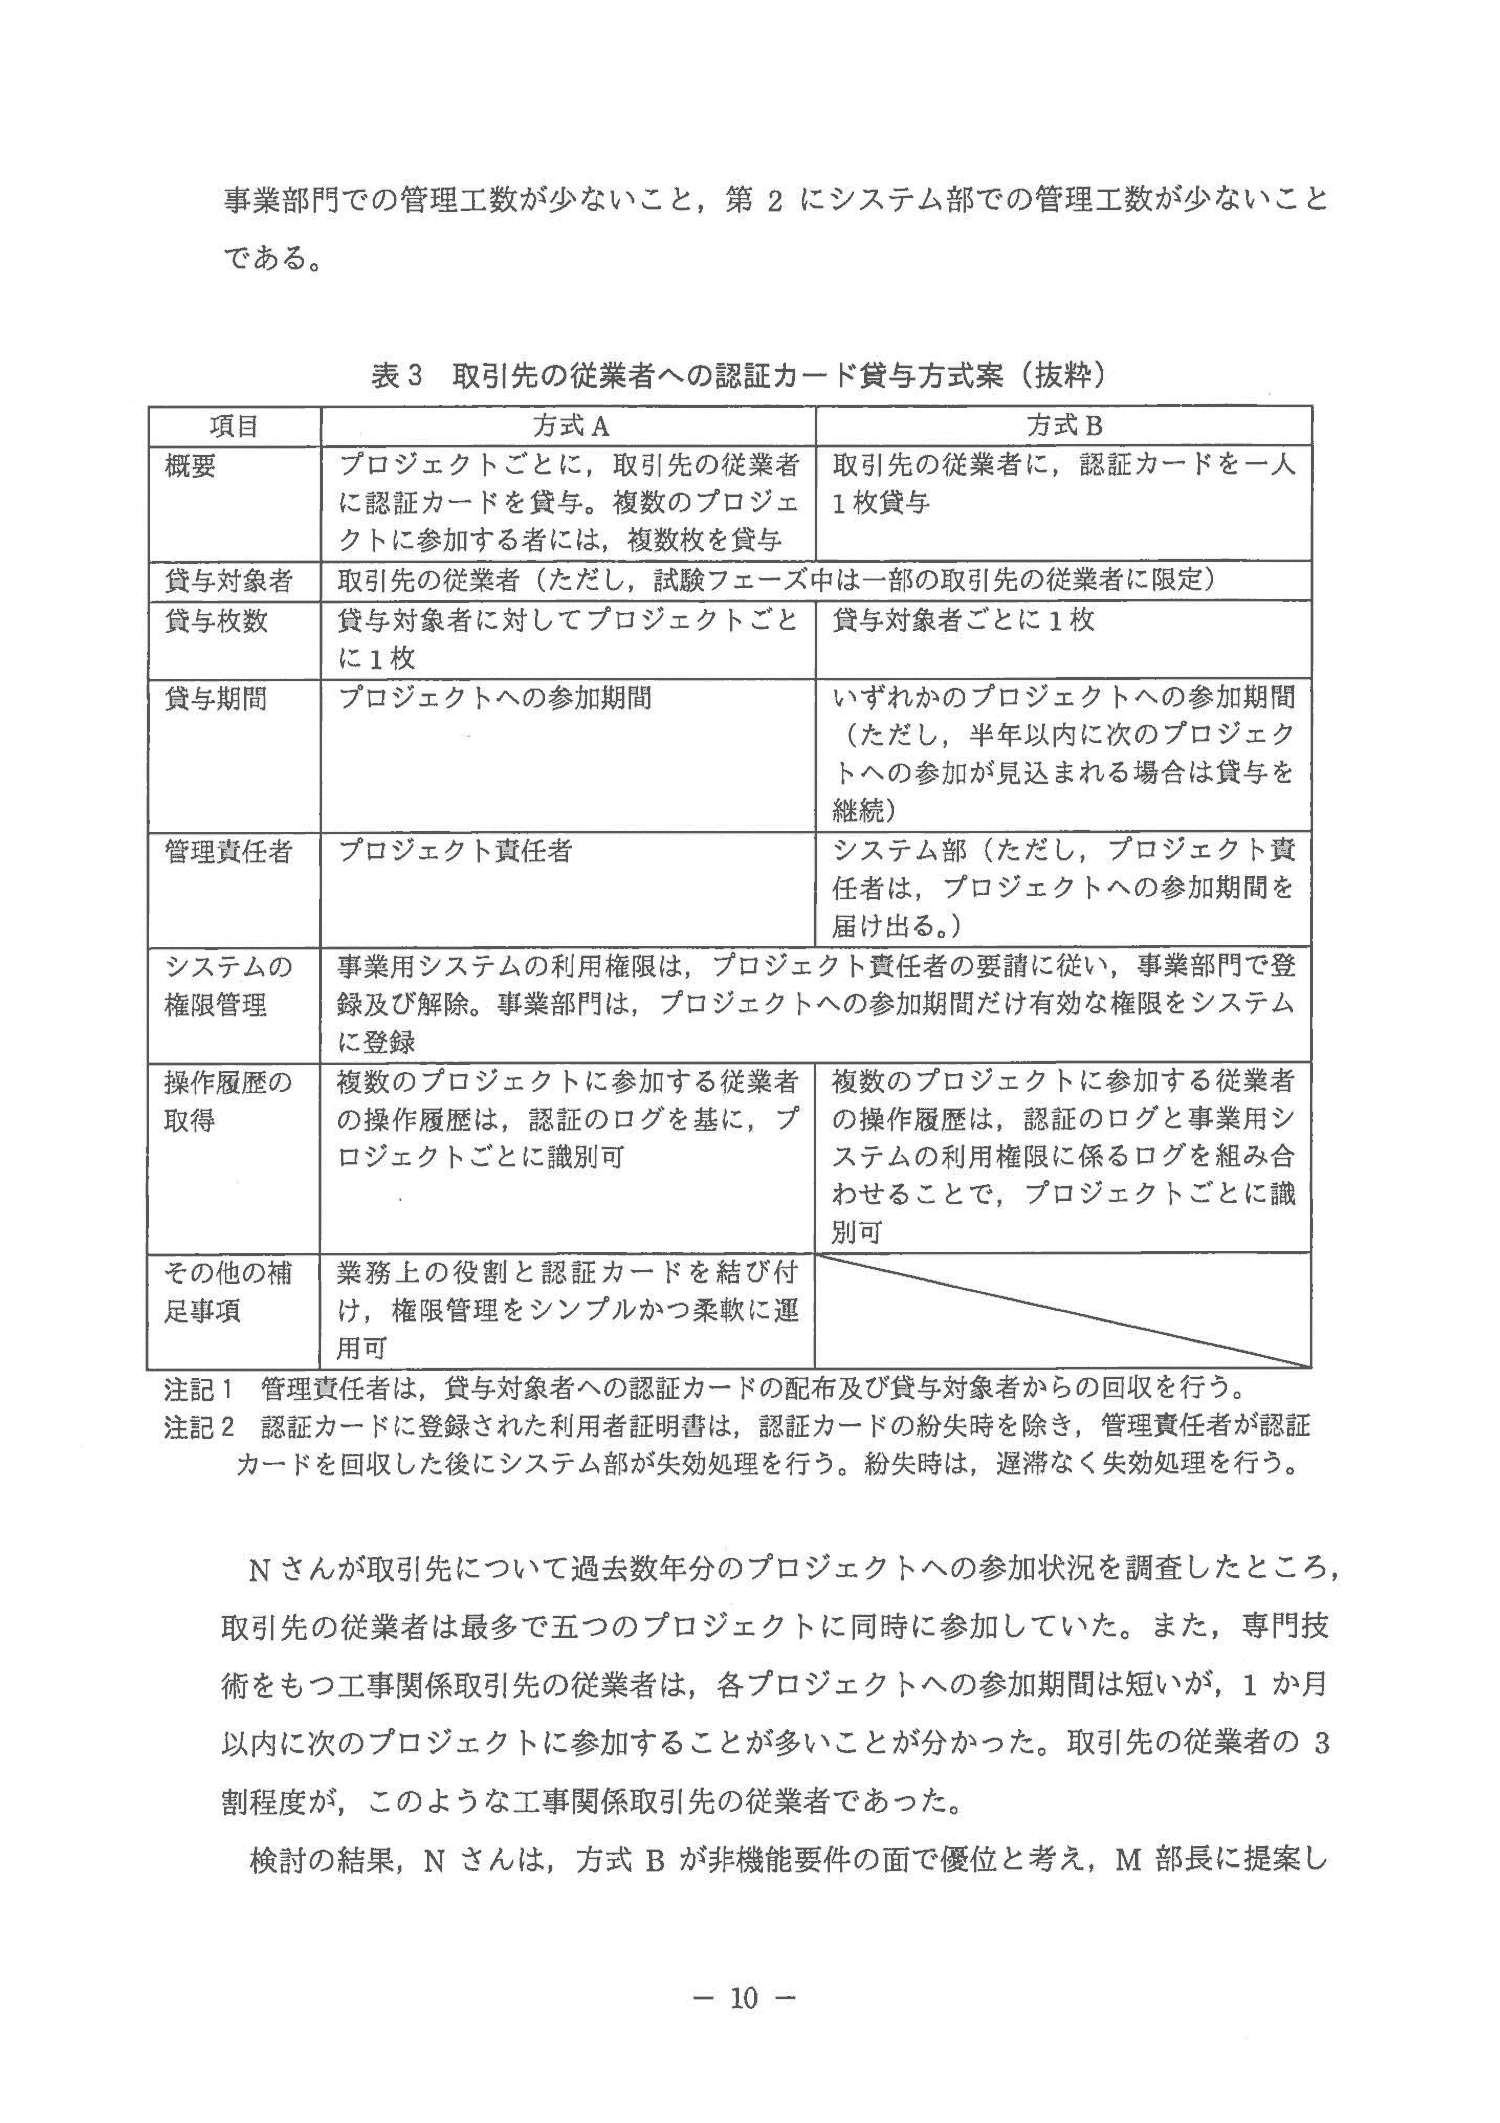 事業部門での管理工数が少ないこと，第 2 にシステム部での管理工数が少ないこと
である。
表 3　取引先の従業者への認証カード貸与方式案（抜粋）
項目
方式 A
方式 B
概要
プロジェクトごとに，取引先の従業者
に認証カードを貸与。複数のプロジェ
クトに参加する者には，複数枚を貸与
取引先の従業者に，認証カードを一人
1 枚貸与
貸与対象者
取引先の従業者（ただし，試験フェーズ中は一部の取引先の従業者に限定）
貸与枚数
貸与対象者に対してプロジェクトごと
に 1 枚
貸与対象者ごとに 1 枚
貸与期間
プロジェクトへの参加期間
いずれかのプロジェクトへの参加期間
（ただし，半年以内に次のプロジェク
トへの参加が見込まれる場合は貸与を
継続）
管理責任者
プロジェクト責任者
システム部（ただし，プロジェクト責
任者は，プロジェクトへの参加期間を
届け出る。）
システムの
権限管理
事業用システムの利用権限は，プロジェクト責任者の要請に従い，事業部門で登
録及び解除。事業部門は，プロジェクトへの参加期間だけ有効な権限をシステム
に登録
操作履歴の
取得
複数のプロジェクトに参加する従業者
の操作履歴は，認証のログを基に，プ
ロジェクトごとに識別可
複数のプロジェクトに参加する従業者
の操作履歴は，認証のログと事業用シ
ステムの利用権限に係るログを組み合
わせることで，プロジェクトごとに識
別可
その他の補
足事項
業務上の役割と認証カードを結び付
け，権限管理をシンプルかつ柔軟に運
用可
注記 1　管理責任者は，貸与対象者への認証カードの配布及び貸与対象者からの回収を行う。
注記 2　認証カードに登録された利用者証明書は，認証カードの紛失時を除き，管理責任者が認証
カードを回収した後にシステム部が失効処理を行う。紛失時は，遅滞なく失効処理を行う。
N さんが取引先について過去数年分のプロジェクトへの参加状況を調査したところ，
取引先の従業者は最多で五つのプロジェクトに同時に参加していた。また，専門技
術をもつ工事関係取引先の従業者は，各プロジェクトへの参加期間は短いが，1 か月
以内に次のプロジェクトに参加することが多いことが分かった。取引先の従業者の 3
割程度が，このような工事関係取引先の従業者であった。
検討の結果，N さんは，方式 B が非機能要件の面で優位と考え，M 部長に提案し
－ 10 －